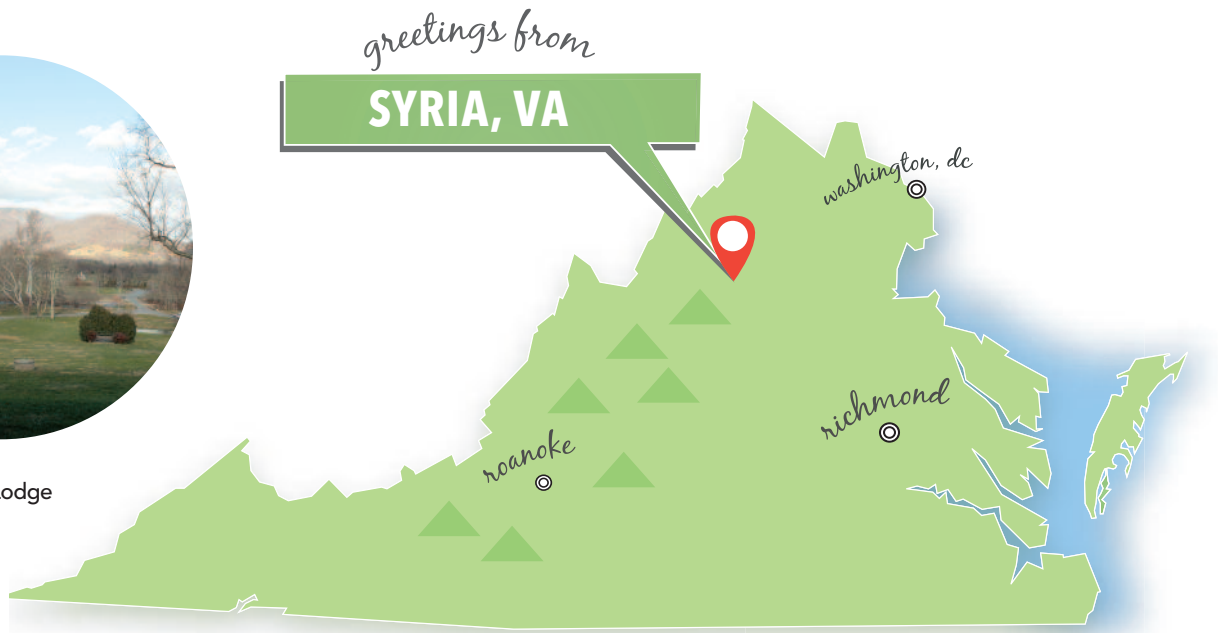 greetings from
SYRIA, VA
washington, dc
richmond
roanoke
odge